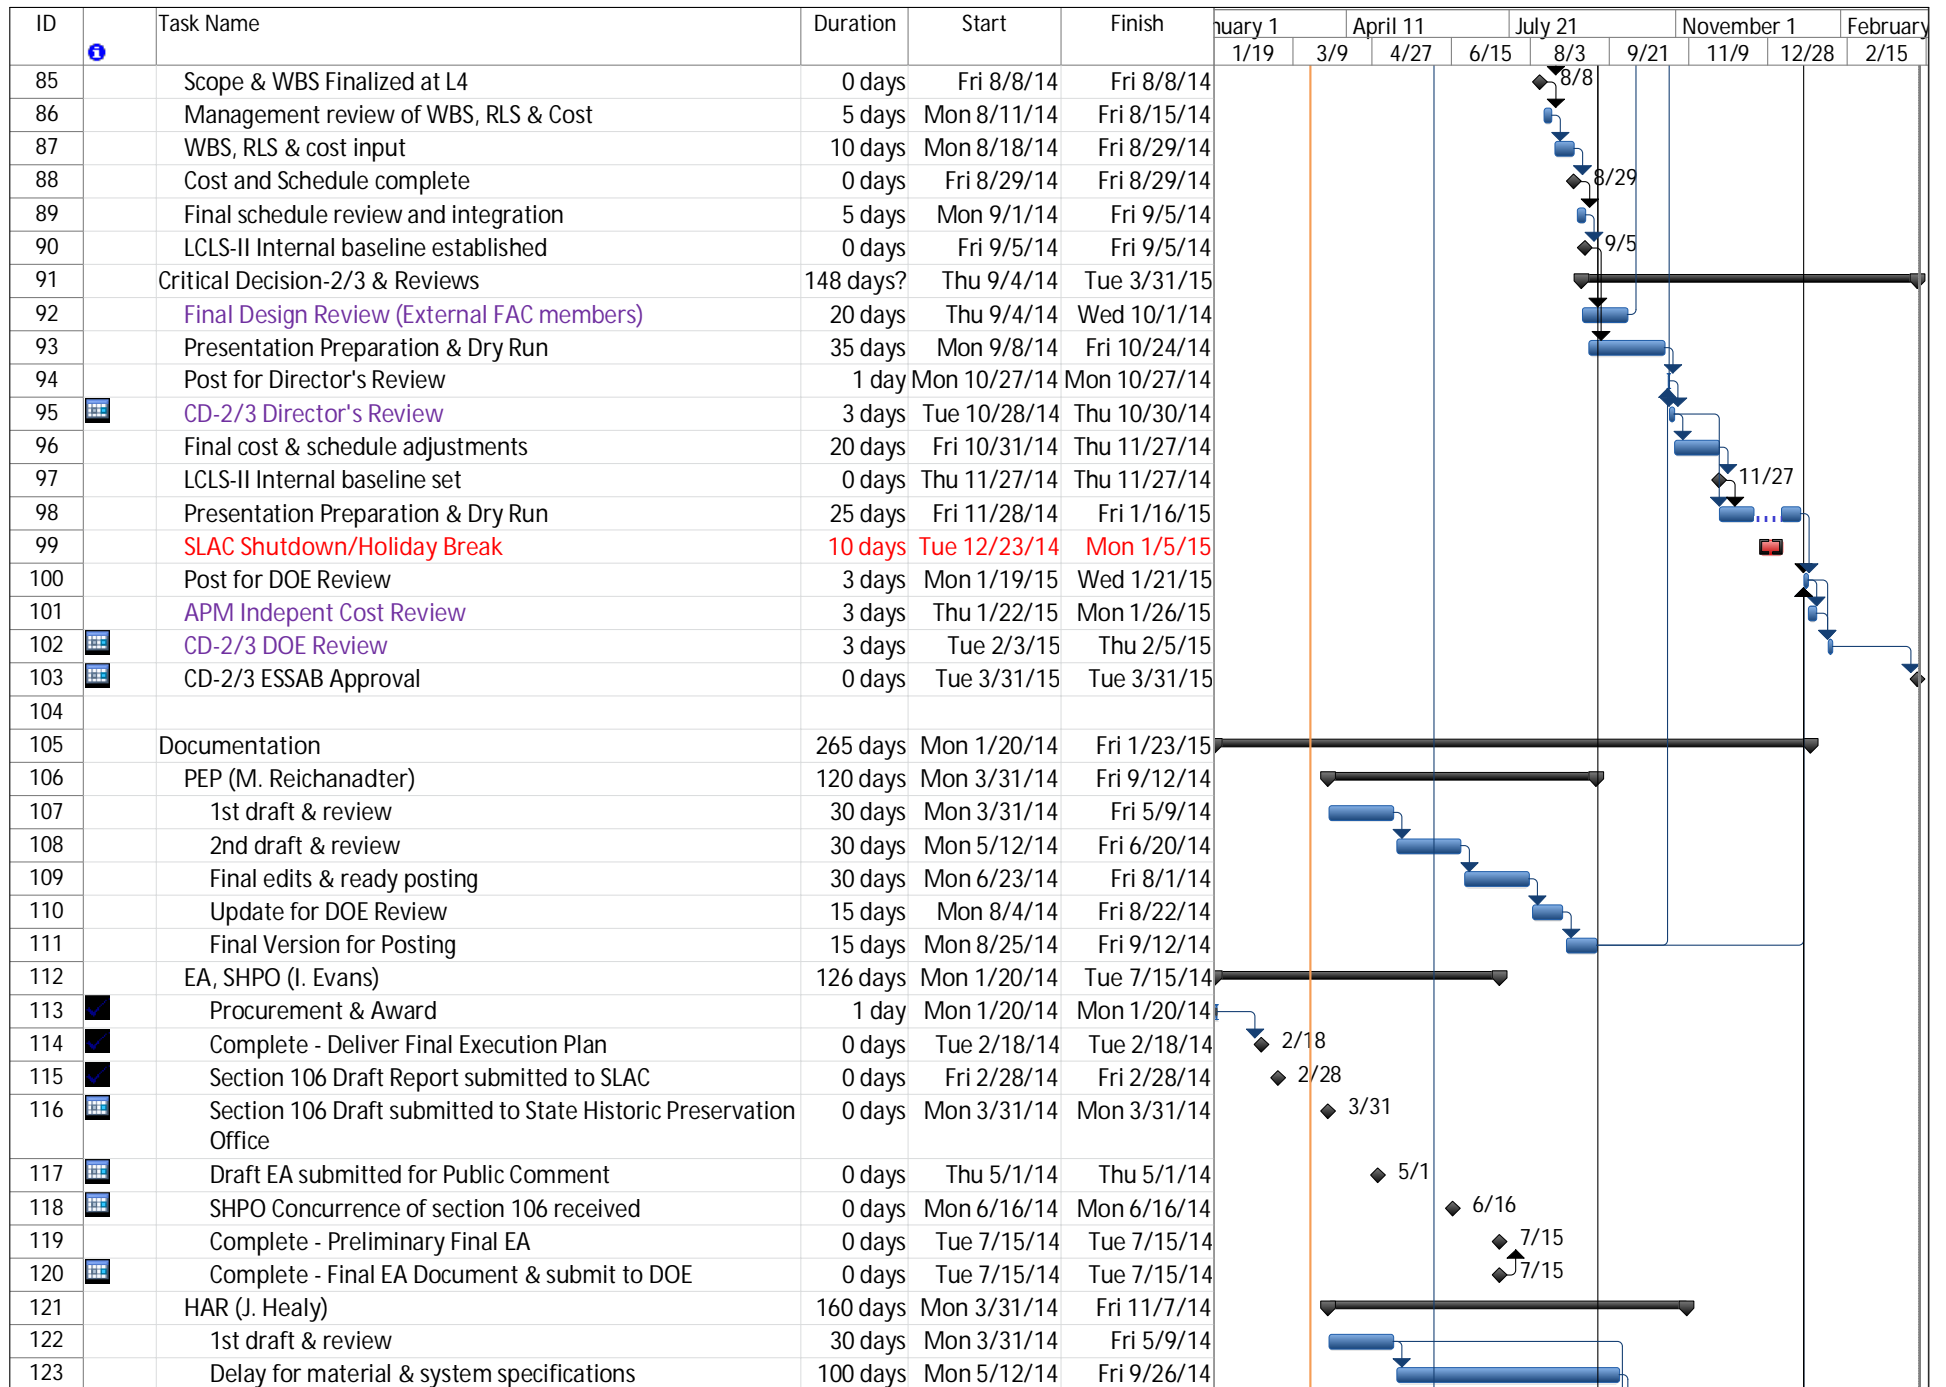 ID Task Name Duration Start Finish nuary 1 April 11 July 21 November 1 February
1/19 3/9 4/27 6/15 8/3 9/21 11/9 12/28 2/15
85 Scope & WBS Finalized at L4 0 days Fri 8/8/14 Fri 8/8/14 8/8
86 Management review of WBS, RLS & Cost 5 days Mon 8/11/14 Fri 8/15/14
87 WBS, RLS & cost input 10 days Mon 8/18/14 Fri 8/29/14
88 Cost and Schedule complete 0 days Fri 8/29/14 Fri 8/29/14 8/29
89 Final schedule review and integration 5 days Mon 9/1/14 Fri 9/5/14
90 LCLS-II Internal baseline established 0 days Fri 9/5/14 Fri 9/5/14 9/5
91 Critical Decision-2/3 & Reviews 148 days? Thu 9/4/14 Tue 3/31/15
92 Final Design Review (External FAC members) 20 days Thu 9/4/14 Wed 10/1/14
93 Presentation Preparation & Dry Run 35 days Mon 9/8/14 Fri 10/24/14
94 Post for Director's Review 1 day Mon 10/27/14 Mon 10/27/14
95 CD-2/3 Director's Review 3 days Tue 10/28/14 Thu 10/30/14
96 Final cost & schedule adjustments 20 days Fri 10/31/14 Thu 11/27/14
97 LCLS-II Internal baseline set 0 days Thu 11/27/14 Thu 11/27/14 11/27
98 Presentation Preparation & Dry Run 25 days Fri 11/28/14 Fri 1/16/15
99 SLAC Shutdown/Holiday Break 10 days Tue 12/23/14 Mon 1/5/15
100 Post for DOE Review 3 days Mon 1/19/15 Wed 1/21/15
101 APM Indepent Cost Review 3 days Thu 1/22/15 Mon 1/26/15
102 CD-2/3 DOE Review 3 days Tue 2/3/15 Thu 2/5/15
103 CD-2/3 ESSAB Approval 0 days Tue 3/31/15 Tue 3/31/15
104
105 Documentation 265 days Mon 1/20/14 Fri 1/23/15
106 PEP (M. Reichanadter) 120 days Mon 3/31/14 Fri 9/12/14
107 1st draft & review 30 days Mon 3/31/14 Fri 5/9/14
108 2nd draft & review 30 days Mon 5/12/14 Fri 6/20/14
109 Final edits & ready posting 30 days Mon 6/23/14 Fri 8/1/14
110 Update for DOE Review 15 days Mon 8/4/14 Fri 8/22/14
111 Final Version for Posting 15 days Mon 8/25/14 Fri 9/12/14
112 EA, SHPO (I. Evans) 126 days Mon 1/20/14 Tue 7/15/14
113 Procurement & Award 1 day Mon 1/20/14 Mon 1/20/14
114 Complete - Deliver Final Execution Plan 0 days Tue 2/18/14 Tue 2/18/14 2/18
115 Section 106 Draft Report submitted to SLAC 0 days Fri 2/28/14 Fri 2/28/14 2/28
116 Section 106 Draft submitted to State Historic Preservation 0 days Mon 3/31/14 Mon 3/31/14 3/31
Office
117 Draft EA submitted for Public Comment 0 days Thu 5/1/14 Thu 5/1/14 5/1
118 SHPO Concurrence of section 106 received 0 days Mon 6/16/14 Mon 6/16/14 6/16
119 Complete - Preliminary Final EA 0 days Tue 7/15/14 Tue 7/15/14 7/15
120 Complete - Final EA Document & submit to DOE 0 days Tue 7/15/14 Tue 7/15/14 7/15
121 HAR (J. Healy) 160 days Mon 3/31/14 Fri 11/7/14
122 1st draft & review 30 days Mon 3/31/14 Fri 5/9/14
123 Delay for material & system specifications 100 days Mon 5/12/14 Fri 9/26/14